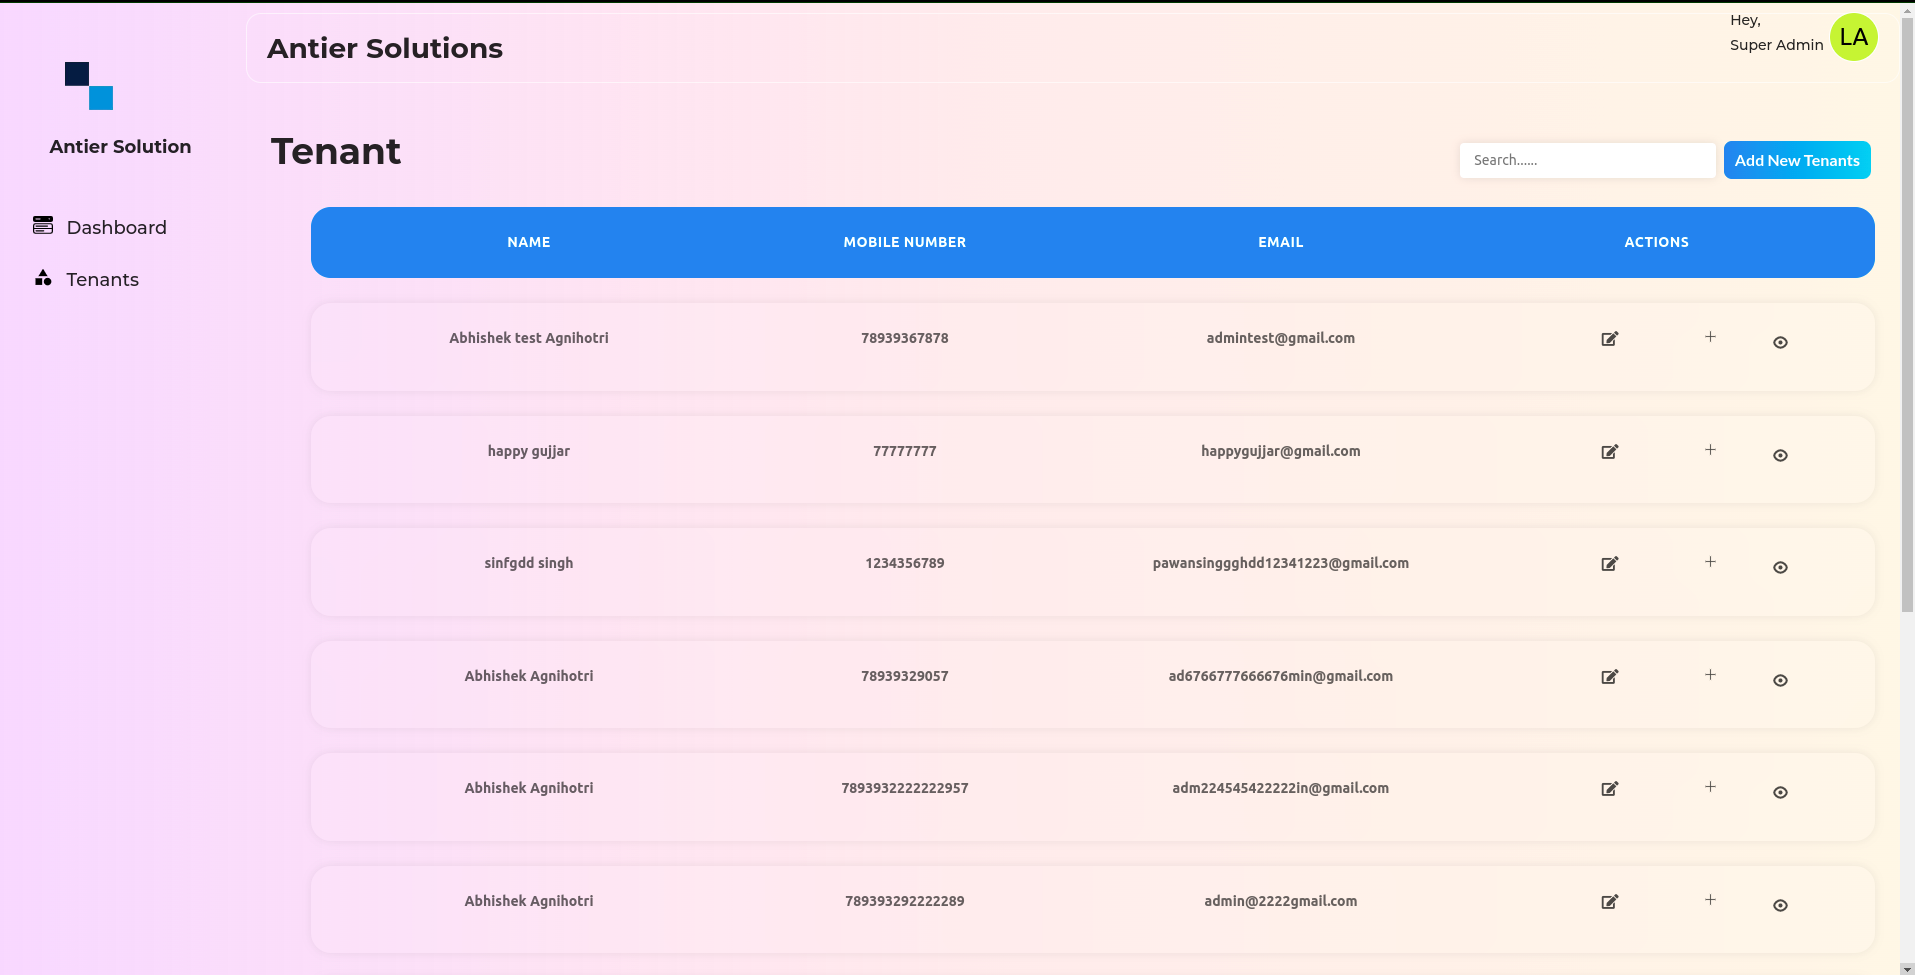 Antier Solutions
Hey,
Super Admin
LA
Antier Solution
Dashboard
Tenants
Tenant
Search......
Add New Tenants
NAME MOBILE NUMBER EMAIL ACTIONS
Abhishek test Agnihotri 78939367878 admintest@gmail.com
happy gujjar 77777777 happygujjar@gmail.com
sinfgdd singh 1234356789 pawansinggghdd12341223@gmail.com
Abhishek Agnihotri 78939329057 ad6766777666676min@gmail.com
Abhishek Agnihotri 7893932222222957 adm224545422222in@gmail.com
Abhishek Agnihotri 789393292222289 admin@2222gmail.com